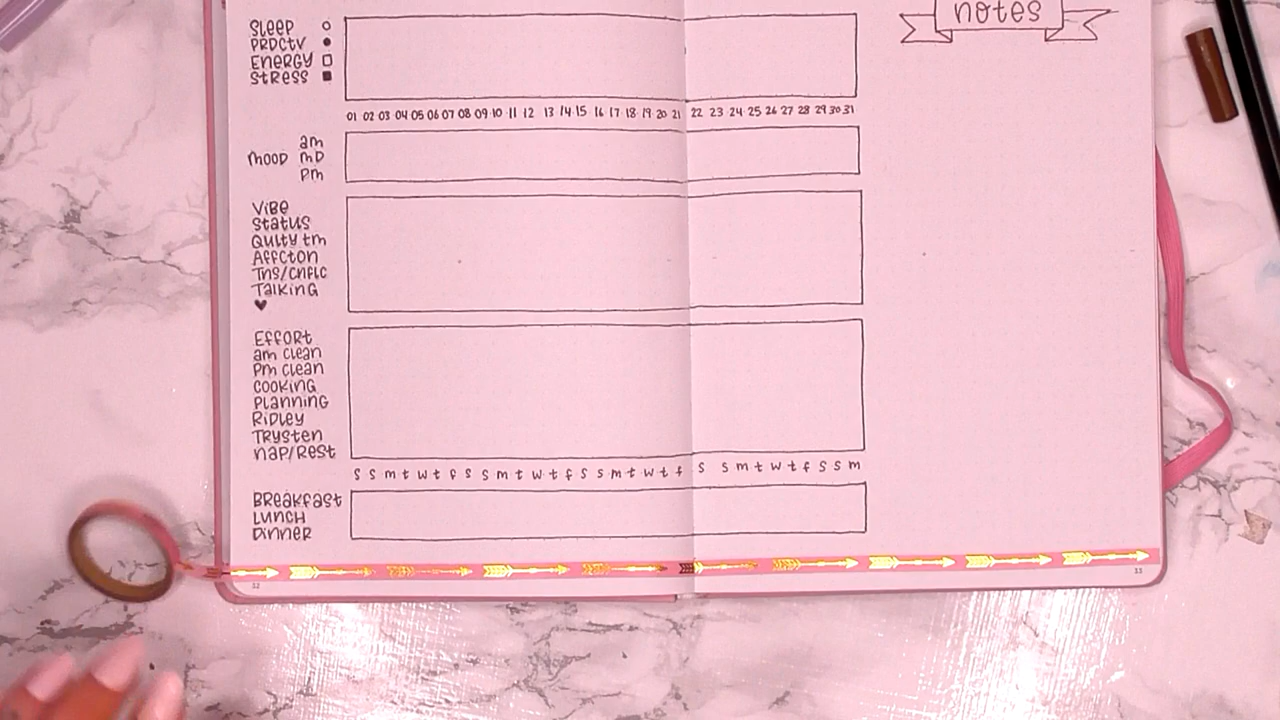 notes
SLEEP
PRDCTV
ENERGY
STRESS
01 02 03 04 05 06 07 08 09 10 11 12 13 14 15 16 17 18 19 20 21 22 23 24 25 26 27 28 29 30 31
am
MOOD mD
pm
ViBe
Status
QuLty tm
AffCtON
TNS/CNFLC
TaLKiNG
♥
EFFORt
am CLean
Pm CLean
COOKiNG
PLaNNiNG
RiDLey
TRySten
NaP/ReSt
S S m t w t f S S m t w t f S S m t w t f S S m t w t f S S m
BReaKfaSt
LuNCH
DiNNeR
32
33